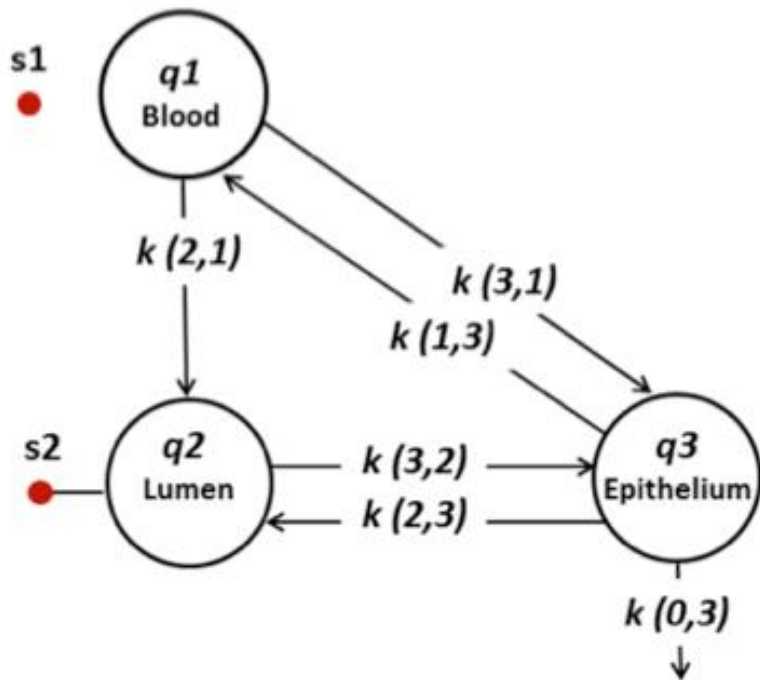 s1
q1
Blood
k (2,1)
k (3,1)
k (1,3)
s2
q2
Lumen
k (3,2)
k (2,3)
q3
Epithelium
k (0,3)